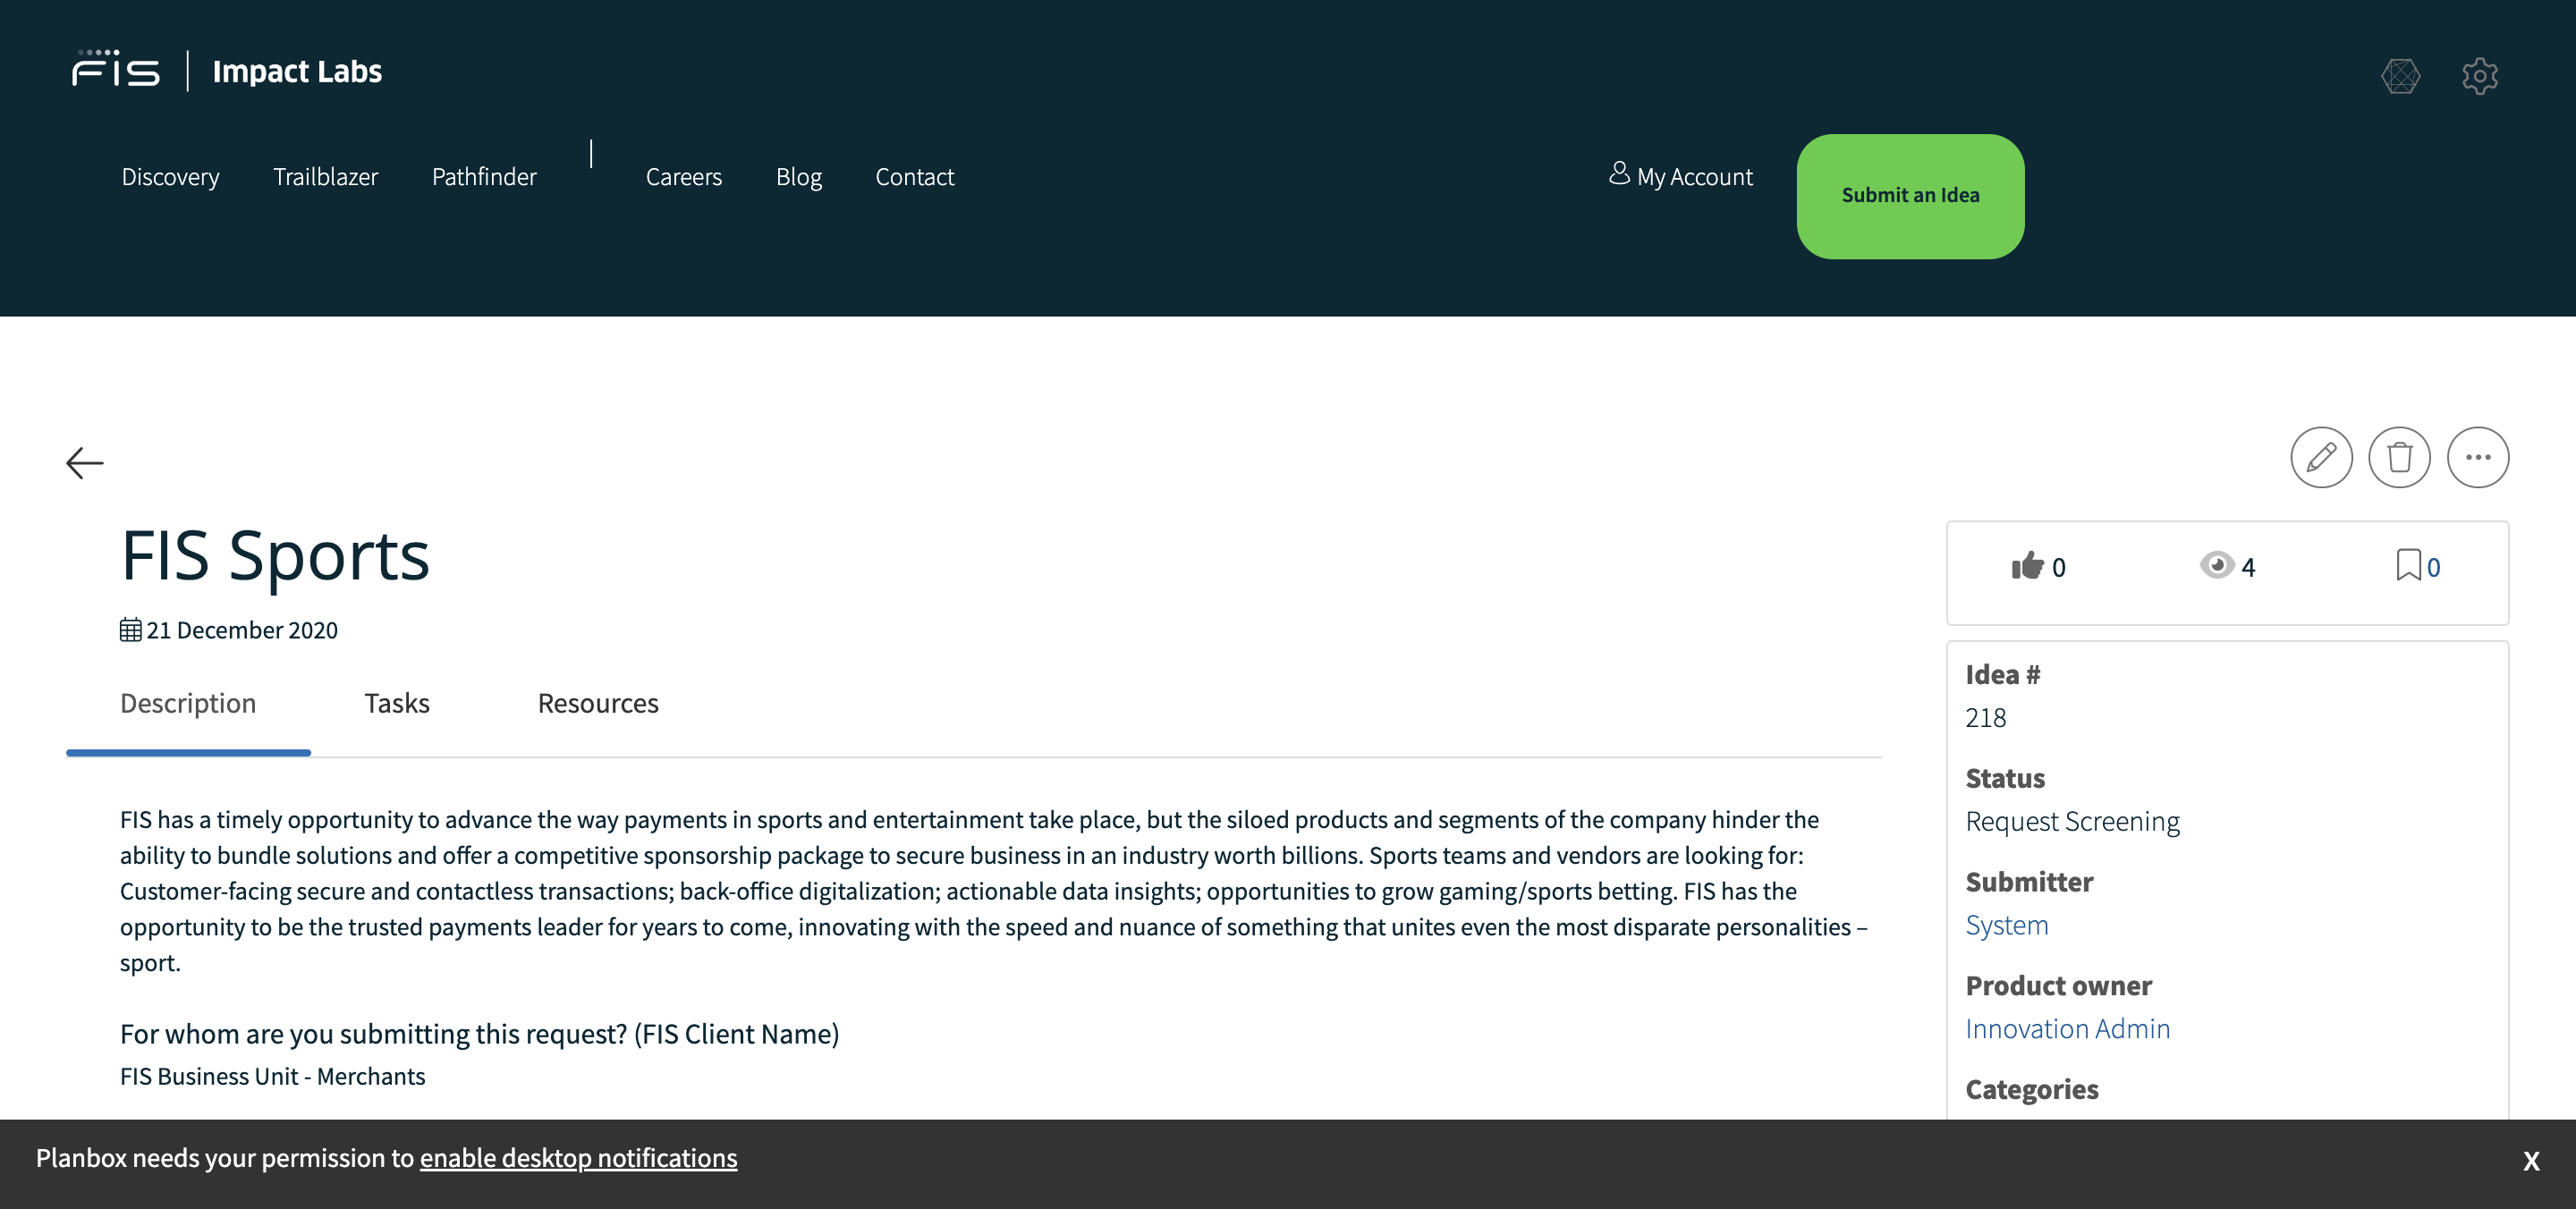 FIS | Impact Labs
Discovery Trailblazer Pathfinder | Careers Blog Contact My Account Submit an Idea
FIS Sports
21 December 2020
Description Tasks Resources
FIS has a timely opportunity to advance the way payments in sports and entertainment take place, but the siloed products and segments of the company hinder the
ability to bundle solutions and offer a competitive sponsorship package to secure business in an industry worth billions. Sports teams and vendors are looking for:
Customer-facing secure and contactless transactions; back-office digitalization; actionable data insights; opportunities to grow gaming/sports betting. FIS has the
opportunity to be the trusted payments leader for years to come, innovating with the speed and nuance of something that unites even the most disparate personalities –
sport.
For whom are you submitting this request? (FIS Client Name)
FIS Business Unit - Merchants
0 4 0
Idea #
218
Status
Request Screening
Submitter
System
Product owner
Innovation Admin
Categories
Planbox needs your permission to enable desktop notifications X